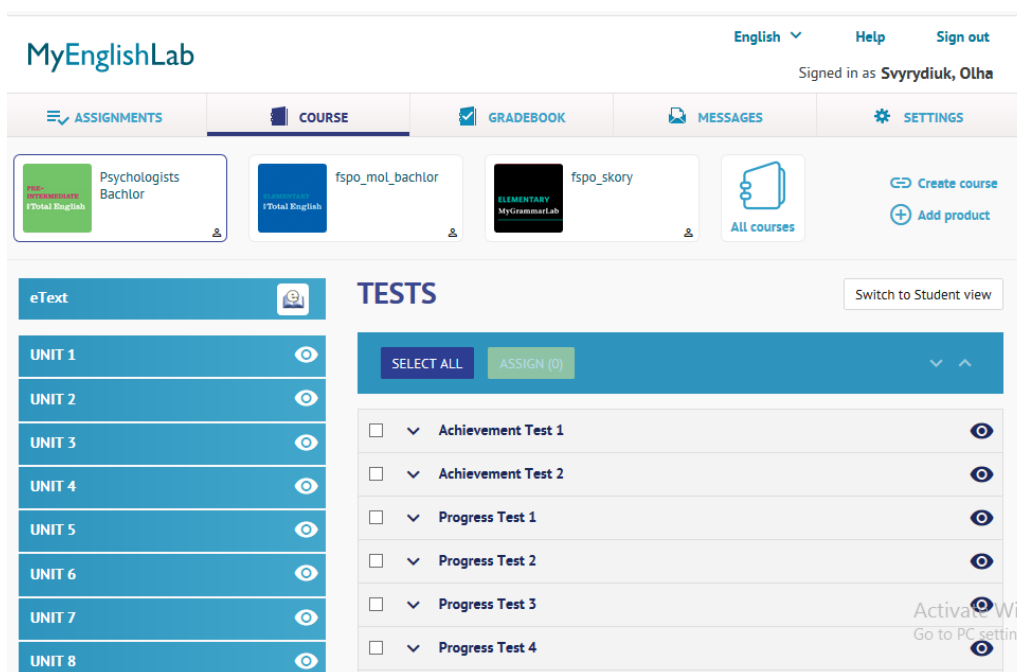 MyEnglishLab
English
Help
Sign out
Signed in as Svyrydiuk, Olha
ASSIGNMENTS
COURSE
GRADEBOOK
MESSAGES
SETTINGS
PRE-
INTERMEDIATE
Total English
Psychologists
Bachlor
ELEMENTARY
Total English
fspo_mol_bachlor
ELEMENTARY
MyGrammarLab
fspo_skory
All courses
Create course
Add product
eText
UNIT 1
UNIT 2
UNIT 3
UNIT 4
UNIT 5
UNIT 6
UNIT 7
UNIT 8
TESTS
Switch to Student view
SELECT ALL
ASSIGN (0)
Achievement Test 1
Achievement Test 2
Progress Test 1
Progress Test 2
Progress Test 3
Progress Test 4
Activate Wi
Go to PC settin